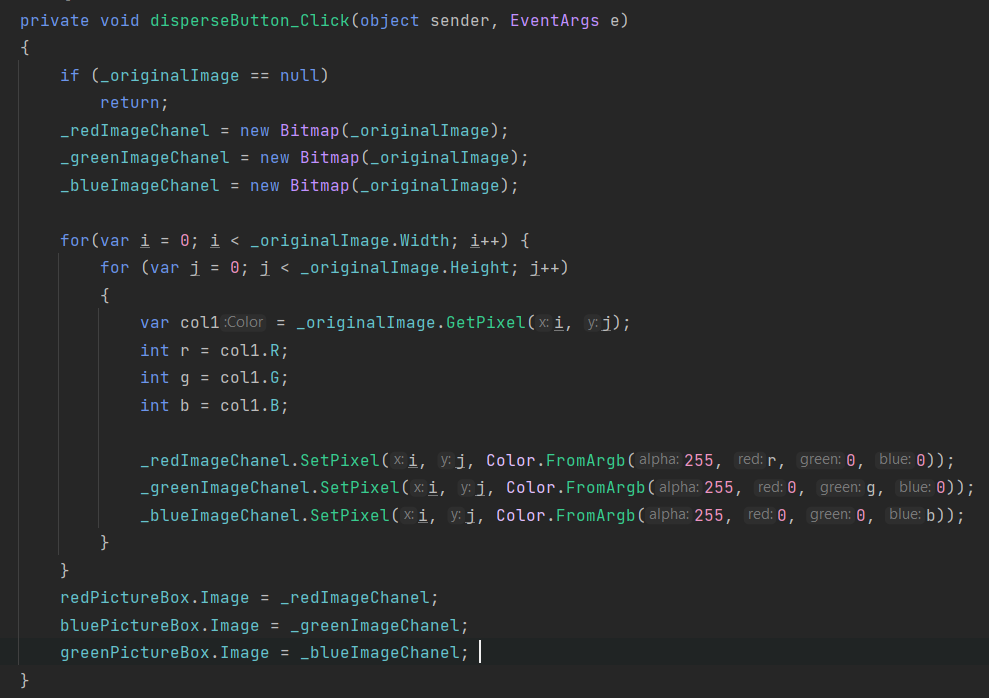 private void disperseButton_Click(object sender, EventArgs e)
{
    if (_originalImage == null)
        return;
    _redImageChanel = new Bitmap(_originalImage);
    _greenImageChanel = new Bitmap(_originalImage);
    _blueImageChanel = new Bitmap(_originalImage);

    for(var i = 0; i < _originalImage.Width; i++) {
        for (var j = 0; j < _originalImage.Height; j++)
        {
            var col1 :Color = _originalImage.GetPixel( x: i, y: j);
            int r = col1.R;
            int g = col1.G;
            int b = col1.B;

            _redImageChanel.SetPixel( x: i, y: j, Color.FromArgb( alpha: 255, red: r, green: 0, blue: 0));
            _greenImageChanel.SetPixel( x: i, y: j, Color.FromArgb( alpha: 255, red: 0, green: g, blue: 0));
            _blueImageChanel.SetPixel( x: i, y: j, Color.FromArgb( alpha: 255, red: 0, green: 0, blue: b));
        }
    }
    redPictureBox.Image = _redImageChanel;
    bluePictureBox.Image = _greenImageChanel;
    greenPictureBox.Image = _blueImageChanel;
}